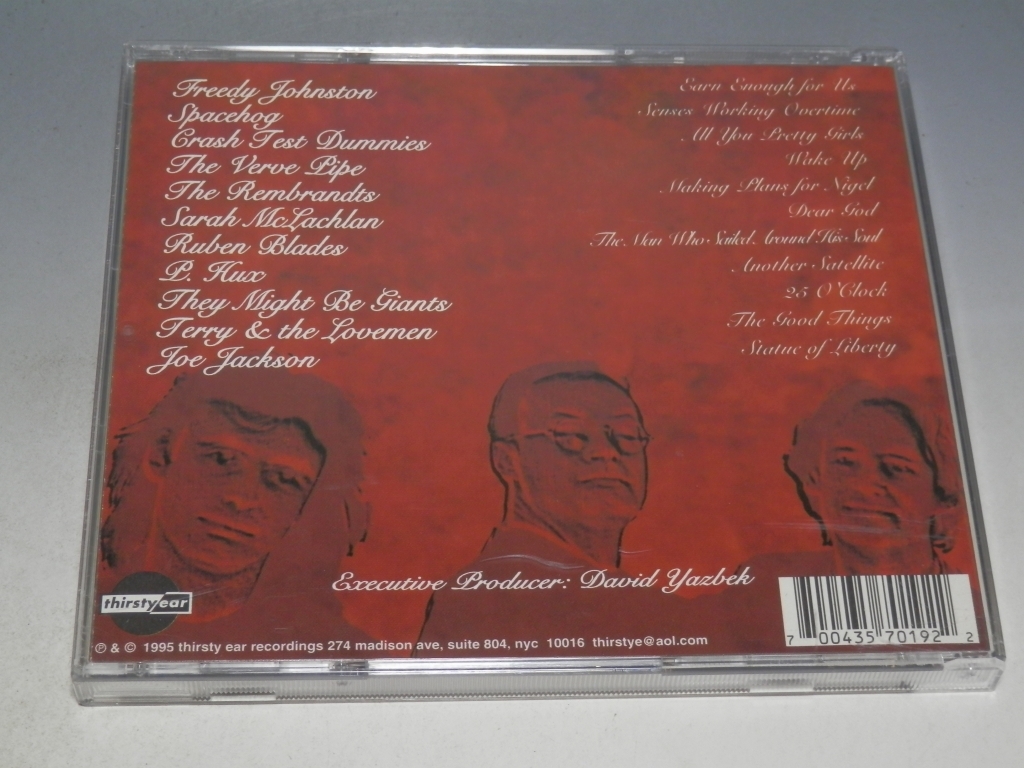 Freedy Johnston Earn Enough for Us
Spacehog Senses Working Overtime
Crash Test Dummies All You Pretty Girls
The Verve Pipe Wake Up
The Rembrandts Making Plans for Nigel
Sarah McLachlan Dear God
Ruben Blades The Man Who Sailed Around His Soul
P. Hux Another Satellite
They Might Be Giants 25 O'Clock
Terry & the Lovemen The Good Things
Joe Jackson Statue of Liberty
Executive Producer: David Yazbek
thirsty ear
℗ & © 1995 thirsty ear recordings 274 madison ave, suite 804, nyc 10016 thirstye@aol.com
7 00435 70192 2